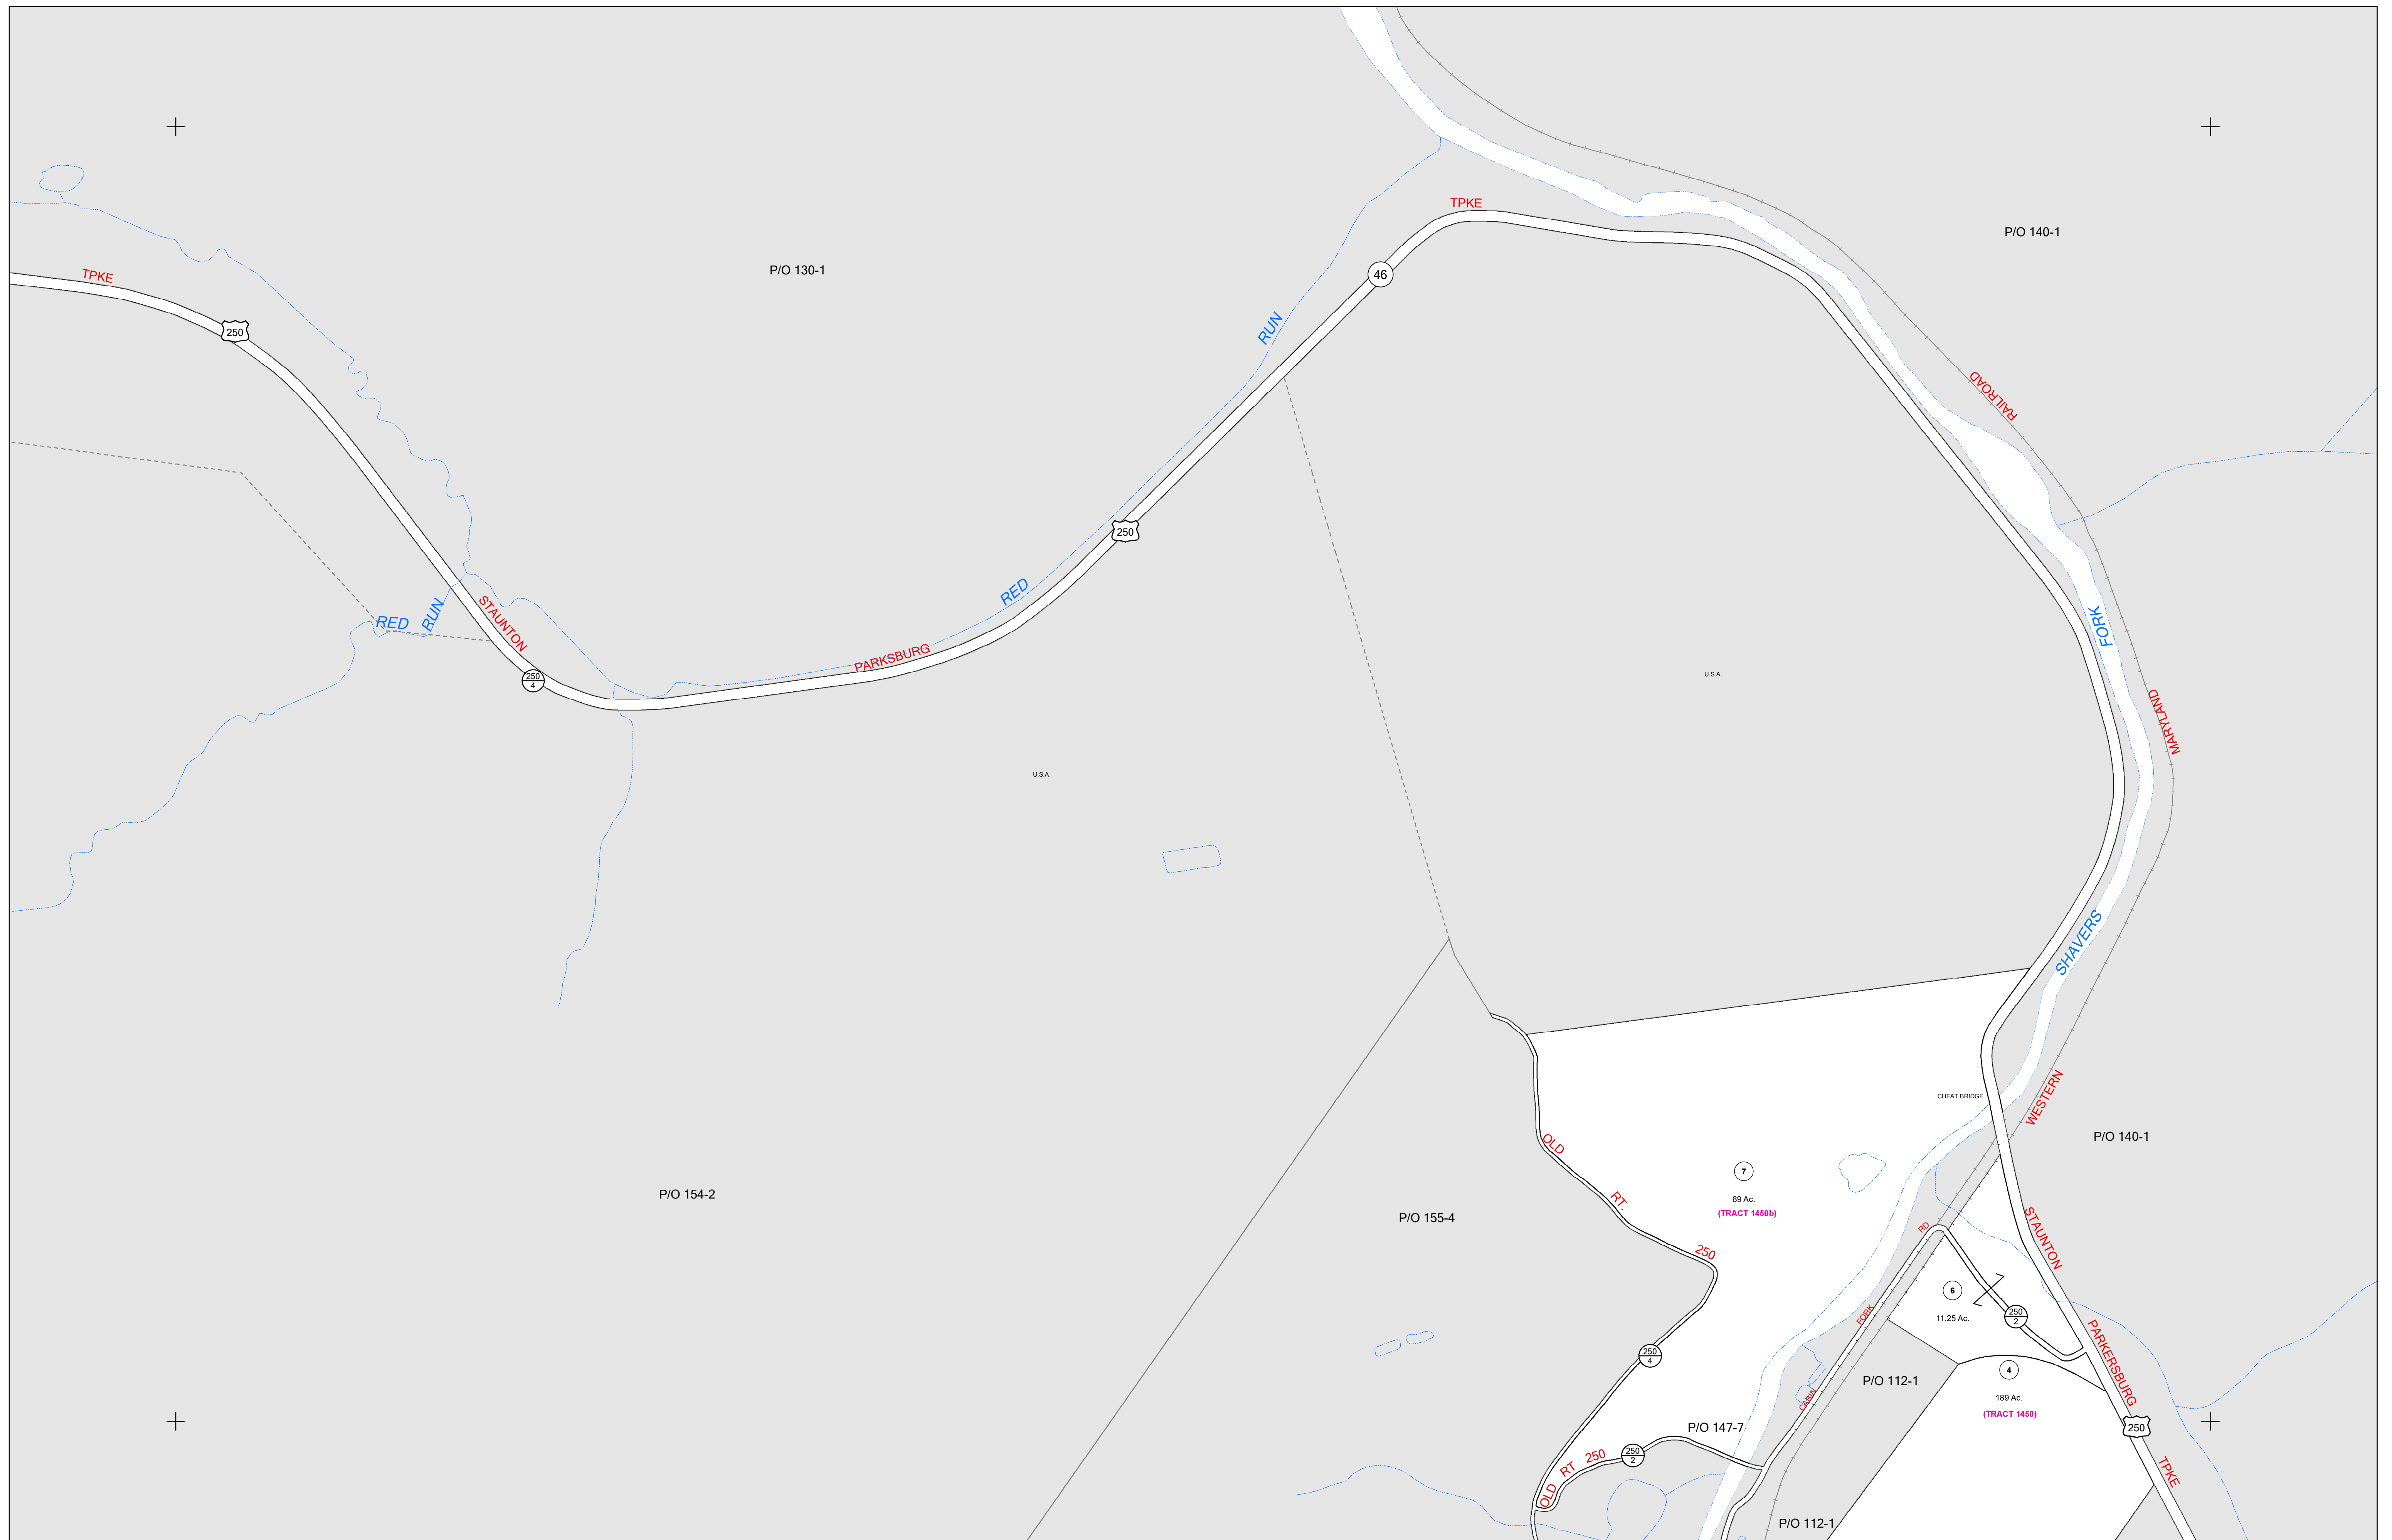 TPKE
P/O 140-1
P/O 130-1
TPKE
46
250
RUN
RAILROAD
250
RED
RED RUN
STAUNTON
FORK
PARKSBURG
250
4
U.S.A.
MARYLAND
U.S.A.
SHAVERS
CHEAT BRIDGE
WESTERN
P/O 140-1
OLD
7
P/O 154-2
RT.
89 Ac.
(TRACT 1450b)
P/O 155-4
RD
STAUNTON
250
6
11.25 Ac.
250
2
FORK
PARKERSBURG
250
4
4
P/O 112-1
189 Ac.
CABIN
(TRACT 1450)
P/O 147-7
250
OLD RT 250
250
2
TPKE
P/O 112-1